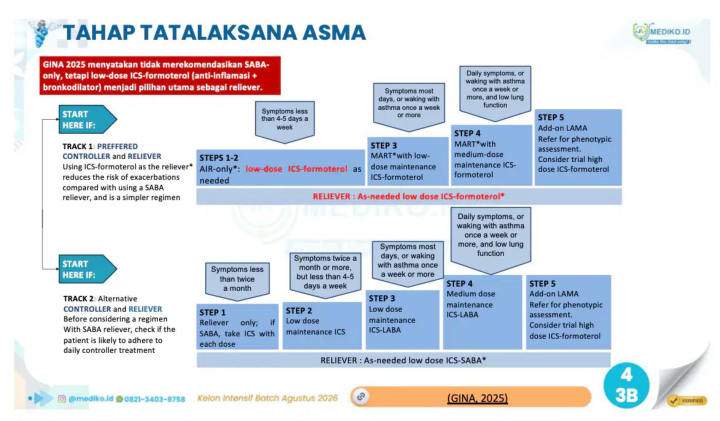 TAHAP TATALAKSANA ASMA
MEDIKO.ID
GINA 2025 menyatakan tidak merekomendasikan SABA-
only, tetapi low-dose ICS-formoterol (anti-inflamasi +
bronkodilator) menjadi pilihan utama sebagai reliever.
START
HERE IF:
TRACK 1: PREFFERED
CONTROLLER and RELIEVER
Using ICS-formoterol as the reliever*
reduces the risk of exacerbations
compared with using a SABA
reliever, and is a simpler regimen
Symptoms less
than 4-5 days a
week
Symptoms most
days, or waking with
asthma once a week
or more
Daily symptoms, or
waking with asthma
once a week or
more, and low lung
function
STEPS 1-2
AIR-only*: low-dose ICS-formoterol as
needed
STEP 3
MART*with low-
dose maintenance
ICS-formoterol
STEP 4
MART*with
medium-dose
maintenance ICS-
formoterol
STEP 5
Add-on LAMA
Refer for phenotypic
assessment.
Consider trial high
dose ICS-formoterol
RELIEVER : As-needed low dose ICS-formoterol*
START
HERE IF:
TRACK 2: Alternative
CONTROLLER and RELIEVER
Before considering a regimen
With SABA reliever, check if the
patient is likely to adhere to
daily controller treatment
Symptoms less
than twice
a month
Symptoms twice a
month or more,
but less than 4-5
days a week
Symptoms most
days, or waking
with asthma once
a week or more
Daily symptoms, or
waking with asthma
once a week or
more, and low lung
function
STEP 1
Reliever only; if
SABA, take ICS with
each dose
STEP 2
Low dose
maintenance ICS
STEP 3
Low dose
maintenance
ICS-LABA
STEP 4
Medium dose
maintenance
ICS-LABA
STEP 5
Add-on LAMA
Refer for phenotypic
assessment.
Consider trial high
dose ICS-formoterol
RELIEVER : As-needed low dose ICS-SABA*
@mediko.id 0821-3403-8758
Kelon Intensif Batch Agustus 2026
(GINA, 2025)
4
3B
VERIFIED